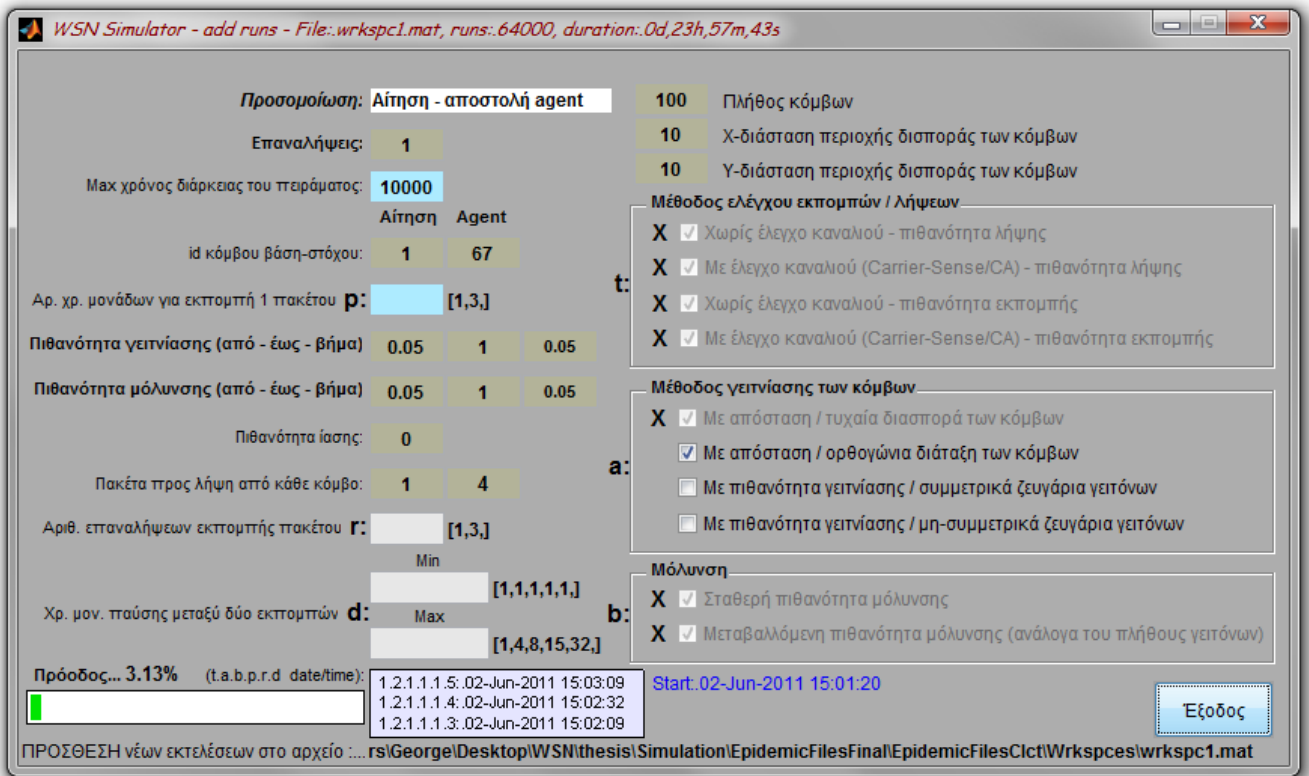 WSN Simulator - add runs - File:.wrkspc1.mat, runs:.64000, duration:.0d,23h,57m,43s
Προσομοίωση: Αίτηση - αποστολή agent
Επαναλήψεις: 1
Max χρόνος διάρκειας του πειράματος: 10000
Αίτηση Agent
id κόμβου βάση-στόχου: 1 67
Αρ. χρ. μονάδων για εκπομπή 1 πακέτου p: [1,3,]
Πιθανότητα γειτνίασης (από - έως - βήμα) 0.05 1 0.05
Πιθανότητα μόλυνσης (από - έως - βήμα) 0.05 1 0.05
Πιθανότητα ίασης: 0
Πακέτα προς λήψη από κάθε κόμβο: 1 4
Αριθ. επαναλήψεων εκπομπής πακέτου r: [1,3,]
Min
[1,1,1,1,1,]
Χρ. μον. παύσης μεταξύ δύο εκπομπών d: Max
[1,4,8,15,32,]
100 Πλήθος κόμβων
10 Χ-διάσταση περιοχής δισποράς των κόμβων
10 Υ-διάσταση περιοχής δισποράς των κόμβων
Μέθοδος ελέγχου εκπομπών / λήψεων
t:
X Χωρίς έλεγχο καναλιού - πιθανότητα λήψης
X Με έλεγχο καναλιού (Carrier-Sense/CA) - πιθανότητα λήψης
X Χωρίς έλεγχο καναλιού - πιθανότητα εκπομπής
X Με έλεγχο καναλιού (Carrier-Sense/CA) - πιθανότητα εκπομπής
Μέθοδος γειτνίασης των κόμβων
a:
X Με απόσταση / τυχαία διασπορά των κόμβων
Με απόσταση / ορθογώνια διάταξη των κόμβων
Με πιθανότητα γειτνίασης / συμμετρικά ζευγάρια γειτόνων
Με πιθανότητα γειτνίασης / μη-συμμετρικά ζευγάρια γειτόνων
Μόλυνση
b:
X Σταθερή πιθανότητα μόλυνσης
X Μεταβαλλόμενη πιθανότητα μόλυνσης (ανάλογα του πλήθους γειτόνων)
Πρόοδος... 3.13% (t.a.b.p.r.d date/time):
1.2.1.1.1.5:.02-Jun-2011 15:03:09
1.2.1.1.1.4:.02-Jun-2011 15:02:32
1.2.1.1.1.3:.02-Jun-2011 15:02:09
Start:.02-Jun-2011 15:01:20
Έξοδος
ΠΡΟΣΘΕΣΗ νέων εκτελέσεων στο αρχείο :....rs\George\Desktop\WSN\thesis\Simulation\EpidemicFilesFinal\EpidemicFilesClct\Wrkspces\wrkspc1.mat